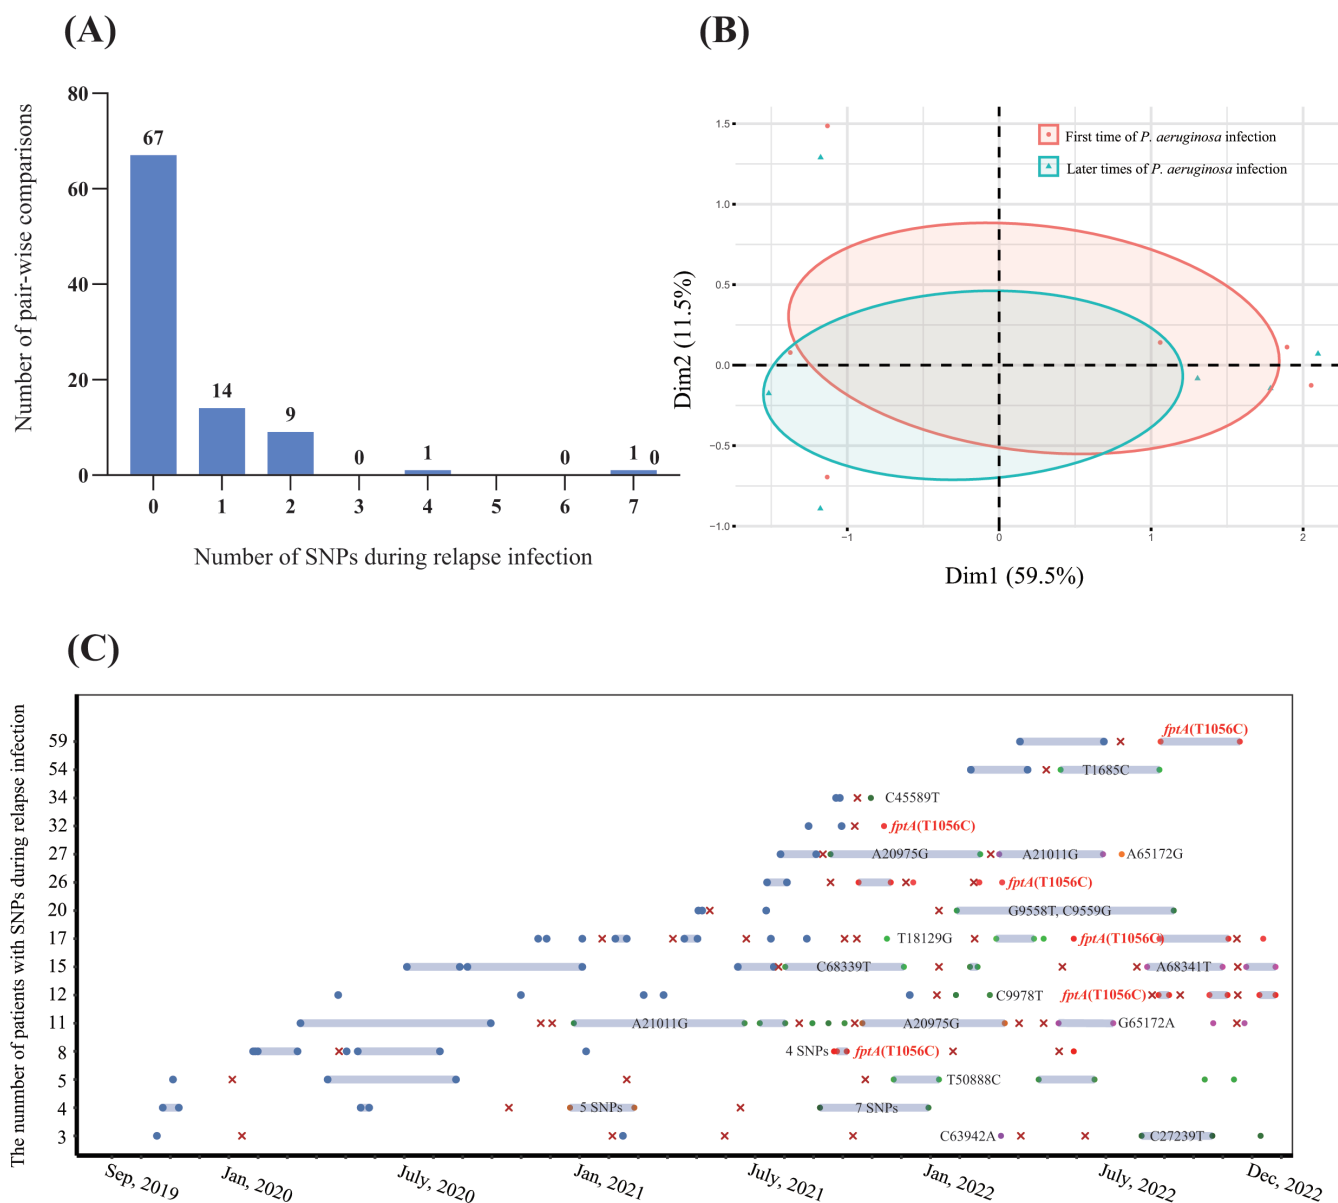 (A)
Number of pair-wise comparisons
80
60
40
20
0
67
14
9
0
1
0
1 0
0 1 2 3 4 5 6 7
Number of SNPs during relapse infection
(B)
First time of P. aeruginosa infection
Later times of P. aeruginosa infection
Dim2 (11.5%)
1.5
1.0
0.5
0.0
−0.5
−1.0
−1 0 1 2
Dim1 (59.5%)
(C)
The nunmber of patients with SNPs during relapse infection
59 fptA(T1056C)
54 T1685C
34 C45589T
32 fptA(T1056C)
27 A20975G A21011G A65172G
26 fptA(T1056C)
20 G9558T, C9559G
17 T18129G fptA(T1056C)
15 C68339T A68341T
12 C9978T fptA(T1056C)
11 A21011G A20975G G65172A
8 4 SNPs fptA(T1056C)
5 T50888C
4 5 SNPs 7 SNPs
3 C63942A C27239T
Sep, 2019 Jan, 2020 July, 2020 Jan, 2021 July, 2021 Jan, 2022 July, 2022 Dec, 2022